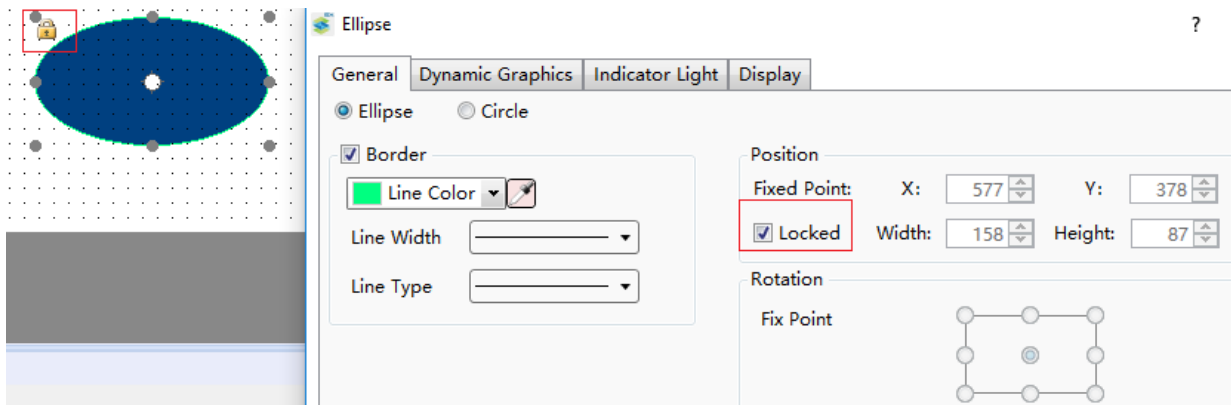 Ellipse ?
General Dynamic Graphics Indicator Light Display
Ellipse Circle
Border
Line Color
Line Width
Line Type
Position
Fixed Point: X: 577 Y: 378
Locked Width: 158 Height: 87
Rotation
Fix Point